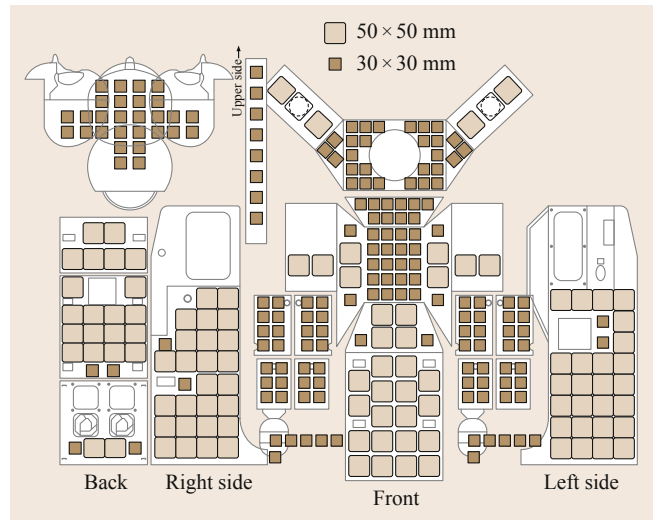 50 × 50 mm
30 × 30 mm
Upper side
Back
Right side
Front
Left side